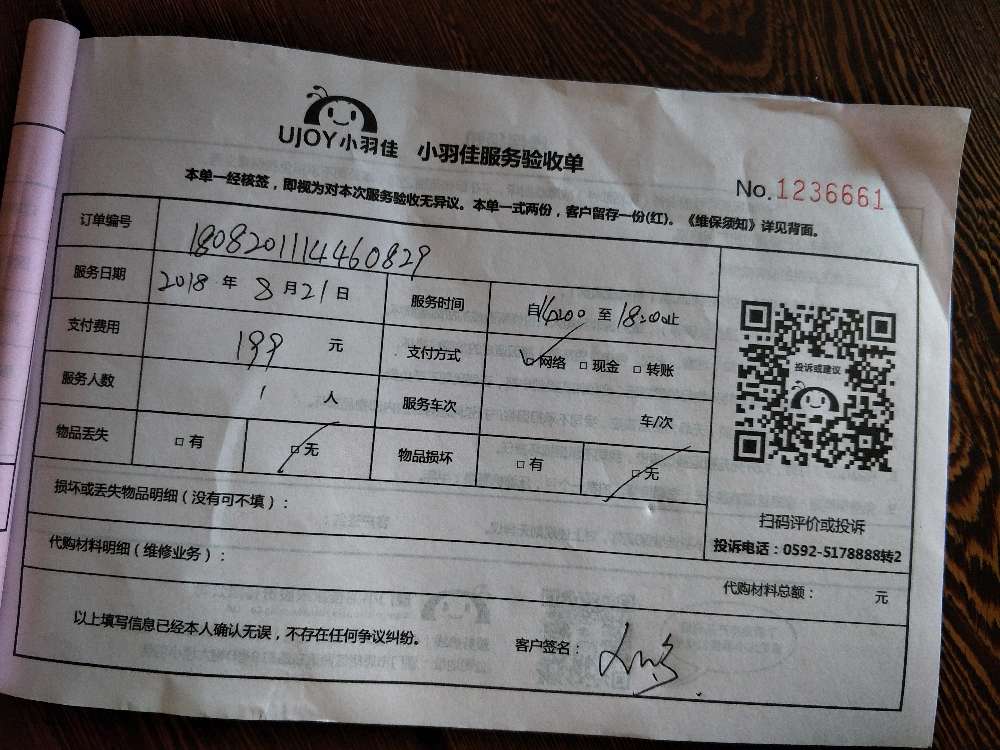 UJOY小羽佳 小羽佳服务验收单
No.1236661
本单一经核签，即视为对本次服务验收无异议。本单一式两份，客户留存一份(红)。《维保须知》详见背面。
订单编号 1808201114460829
服务日期 2018 年 8 月 21 日 服务时间 自14:00 至 18:00止
支付费用 199 元 支付方式 □网络 □现金 □转账
服务人数 1 人 服务车次 车/次
物品丢失 □有 □无 物品损坏 □有 □无
损坏或丢失物品明细（没有可不填）：
投诉或建议
扫码评价或投诉
投诉电话：0592-5178888转2
代购材料明细（维修业务）：
代购材料总额： 元
以上填写信息已经本人确认无误，不存在任何争议纠纷。
客户签名：